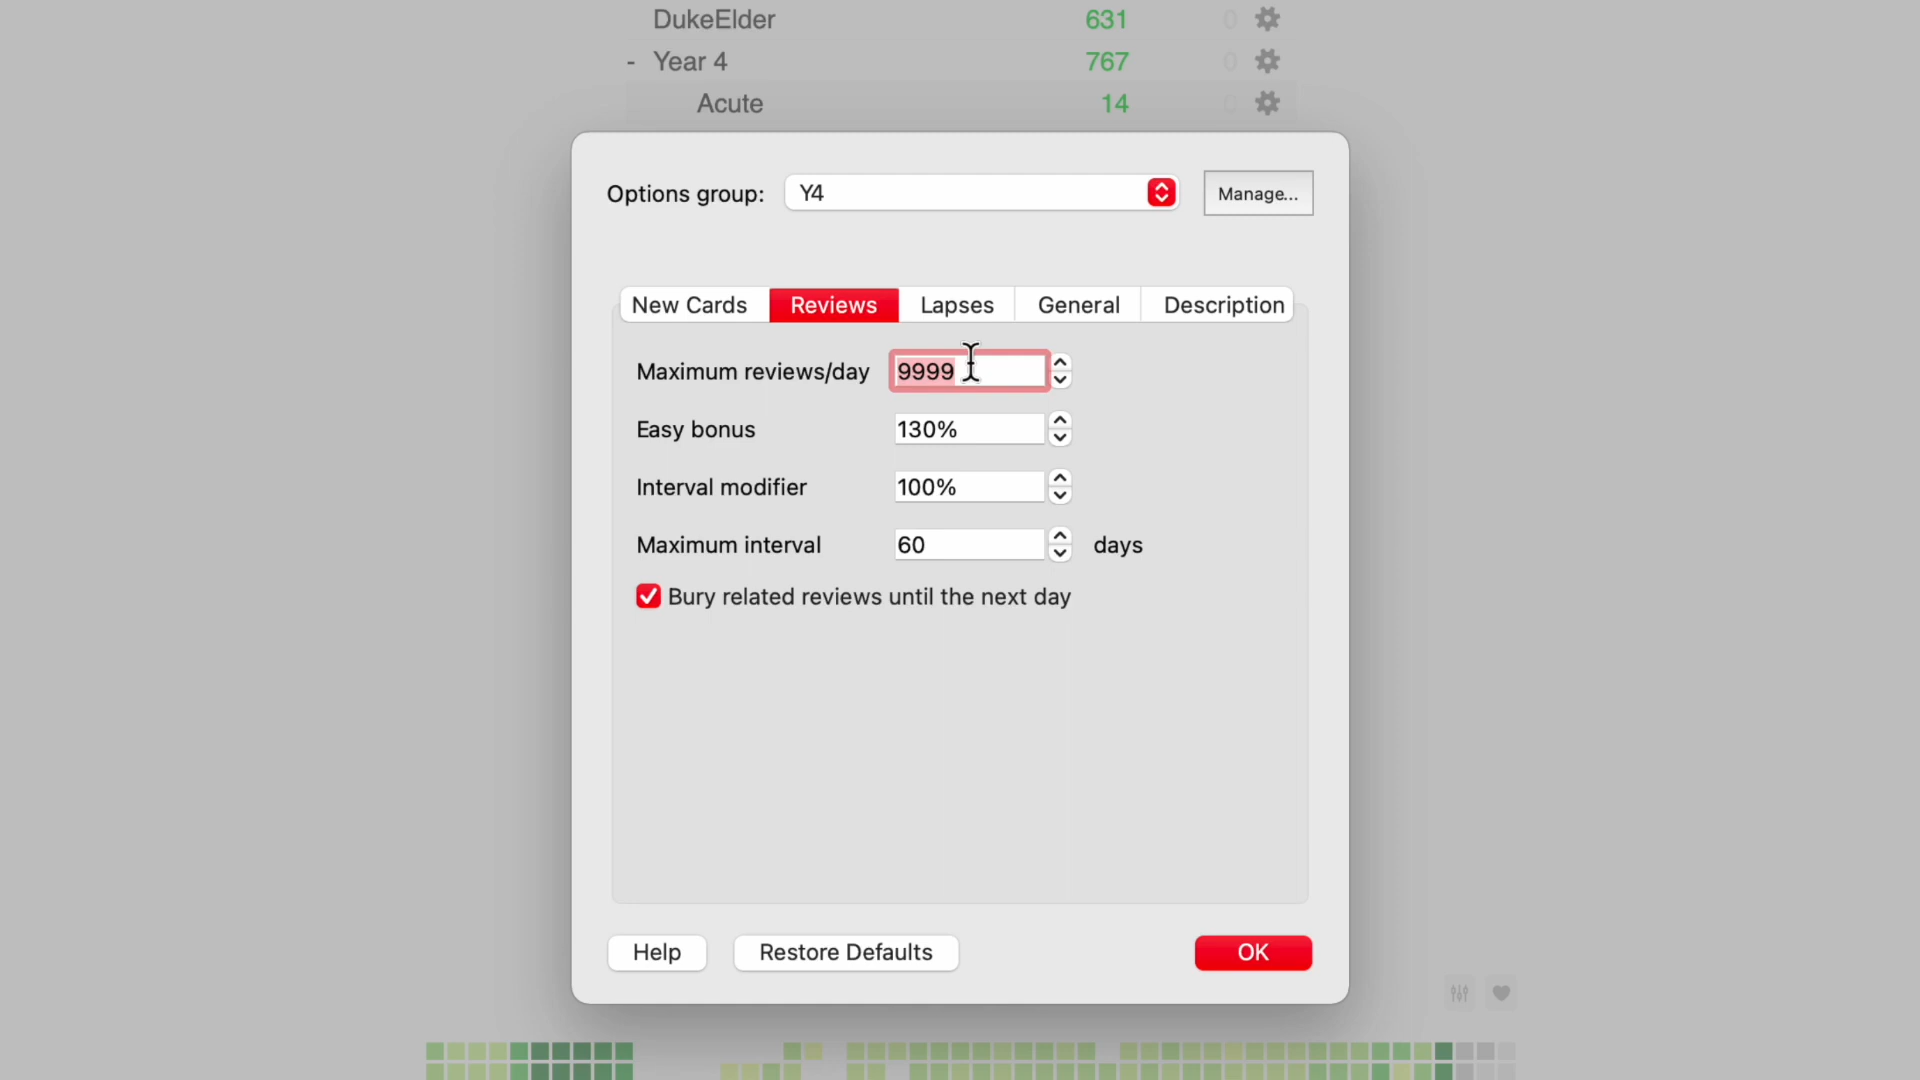 DukeElder 631 0
- Year 4 767 0
Acute 14 0
Options group: Y4 Manage...
New Cards Reviews Lapses General Description
Maximum reviews/day 9999
Easy bonus 130%
Interval modifier 100%
Maximum interval 60 days
Bury related reviews until the next day
Help Restore Defaults OK